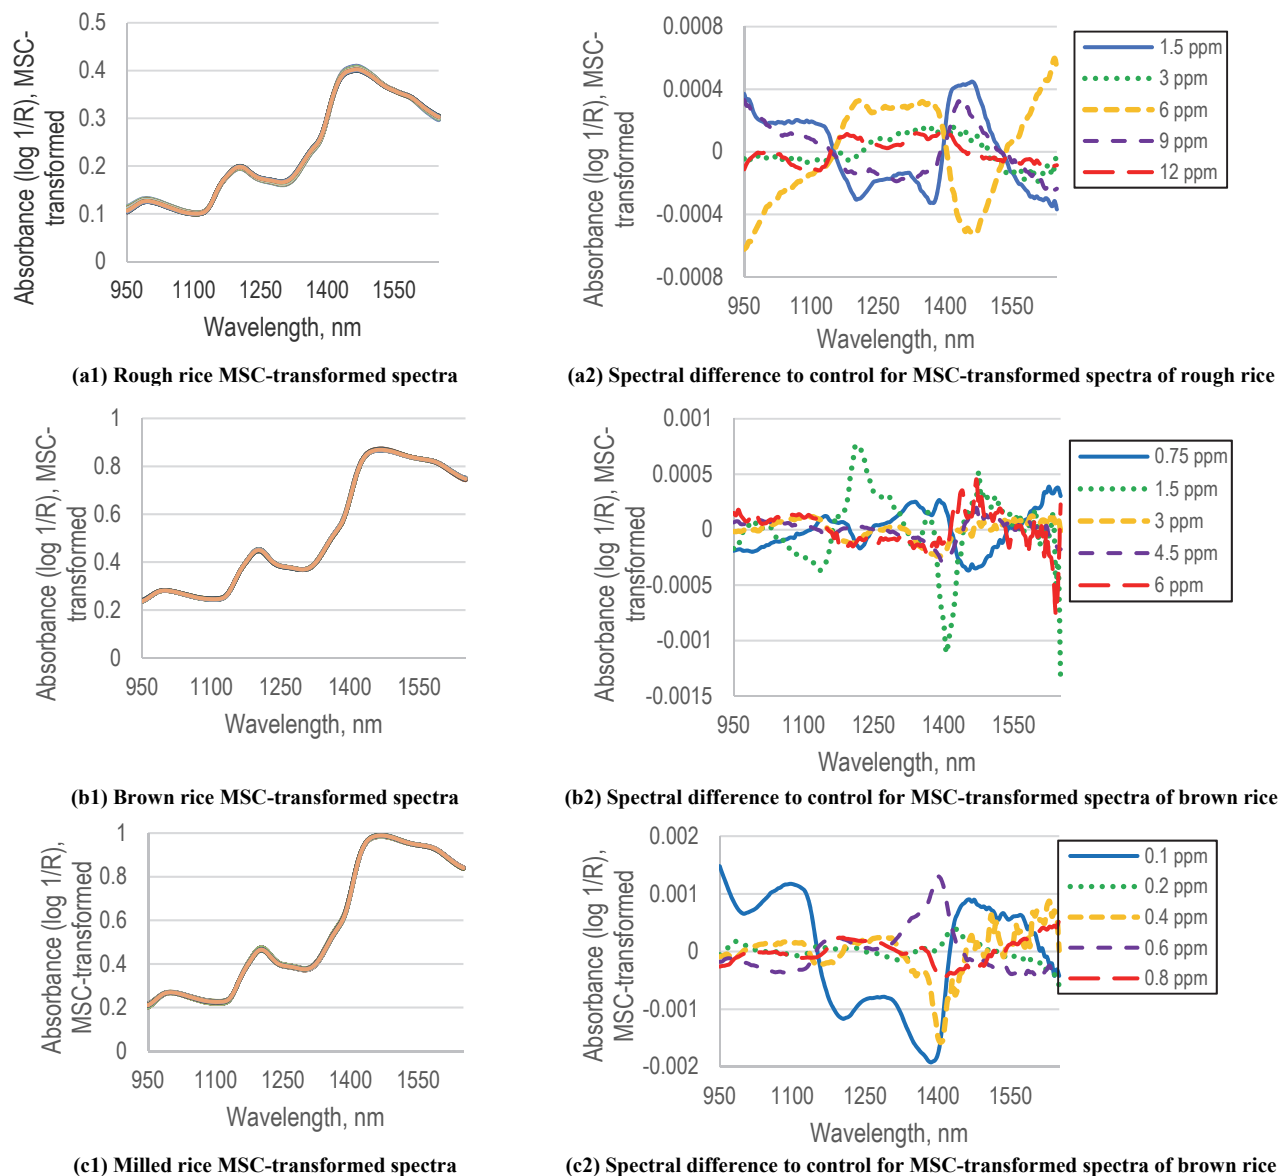 Absorbance (log 1/R), MSC-
transformed
0.5
0.4
0.3
0.2
0.1
0
950 1100 1250 1400 1550
Wavelength, nm
(a1) Rough rice MSC-transformed spectra
Absorbance (log 1/R), MSC-
transformed
0.0008
0.0004
0
-0.0004
-0.0008
950 1100 1250 1400 1550
Wavelength, nm
1.5 ppm
3 ppm
6 ppm
9 ppm
12 ppm
(a2) Spectral difference to control for MSC-transformed spectra of rough rice
Absorbance (log 1/R), MSC-
transformed
1
0.8
0.6
0.4
0.2
0
950 1100 1250 1400 1550
Wavelength, nm
(b1) Brown rice MSC-transformed spectra
Absorbance (log 1/R), MSC-
transformed
0.001
0.0005
0
-0.0005
-0.001
-0.0015
950 1100 1250 1400 1550
Wavelength, nm
0.75 ppm
1.5 ppm
3 ppm
4.5 ppm
6 ppm
(b2) Spectral difference to control for MSC-transformed spectra of brown rice
Absorbance (log 1/R),
MSC-transformed
1
0.8
0.6
0.4
0.2
0
950 1100 1250 1400 1550
Wavelength, nm
(c1) Milled rice MSC-transformed spectra
Absorbance (log 1/R),
MSC-transformed
0.002
0.001
0
-0.001
-0.002
950 1100 1250 1400 1550
Wavelength, nm
0.1 ppm
0.2 ppm
0.4 ppm
0.6 ppm
0.8 ppm
(c2) Spectral difference to control for MSC-transformed spectra of brown rice